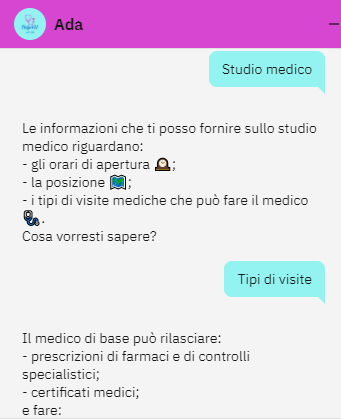 Ada
Studio medico
Le informazioni che ti posso fornire sullo studio
medico riguardano:
- gli orari di apertura 🕰️;
- la posizione 🗺️;
- i tipi di visite mediche che può fare il medico
🩺.
Cosa vorresti sapere?
Tipi di visite
Il medico di base può rilasciare:
- prescrizioni di farmaci e di controlli
specialistici;
- certificati medici;
e fare: